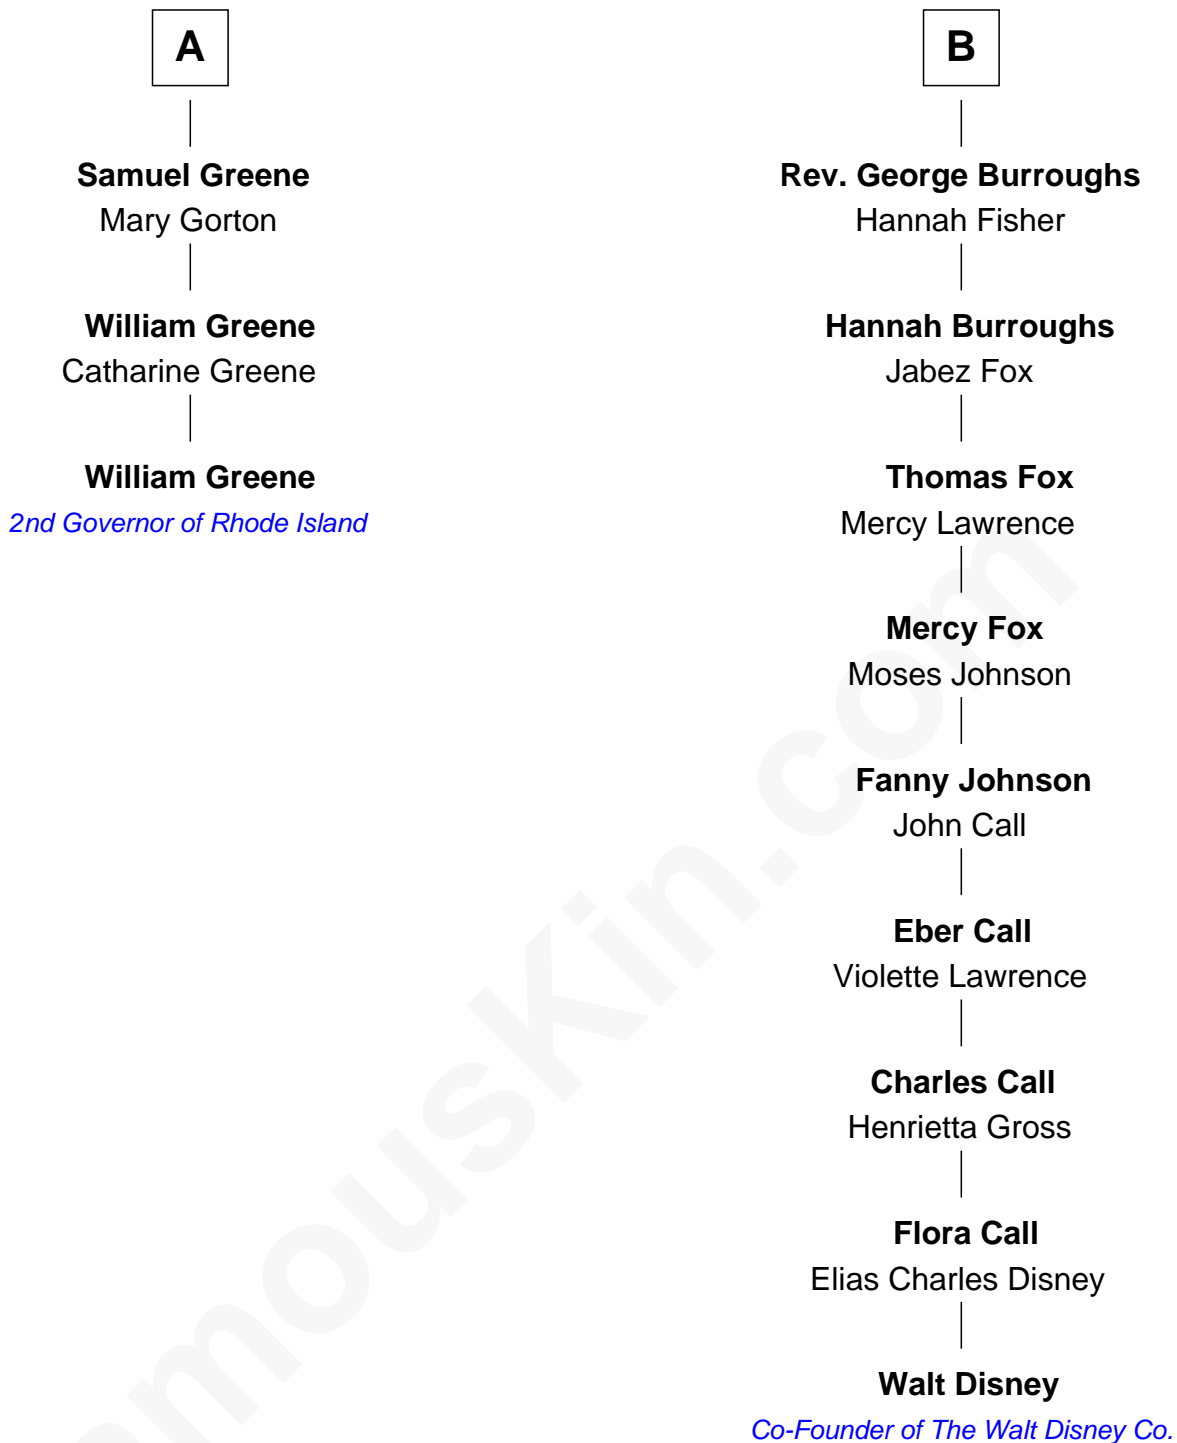 A
Samuel Greene
Mary Gorton
William Greene
Catharine Greene
William Greene
2nd Governor of Rhode Island
B
Rev. George Burroughs
Hannah Fisher
Hannah Burroughs
Jabez Fox
Thomas Fox
Mercy Lawrence
Mercy Fox
Moses Johnson
Fanny Johnson
John Call
Eber Call
Violette Lawrence
Charles Call
Henrietta Gross
Flora Call
Elias Charles Disney
Walt Disney
Co-Founder of The Walt Disney Co.
amouskin.com